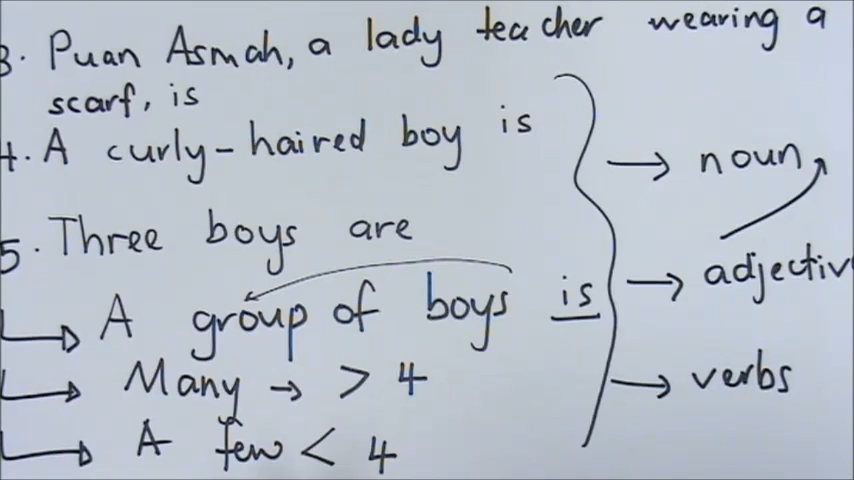 3. Puan Asmah, a lady teacher wearing a
scarf, is
4. A curly-haired boy is
5. Three boys are
A group of boys is
Many → > 4
A few < 4
→ noun
→ adjectiv
→ verbs